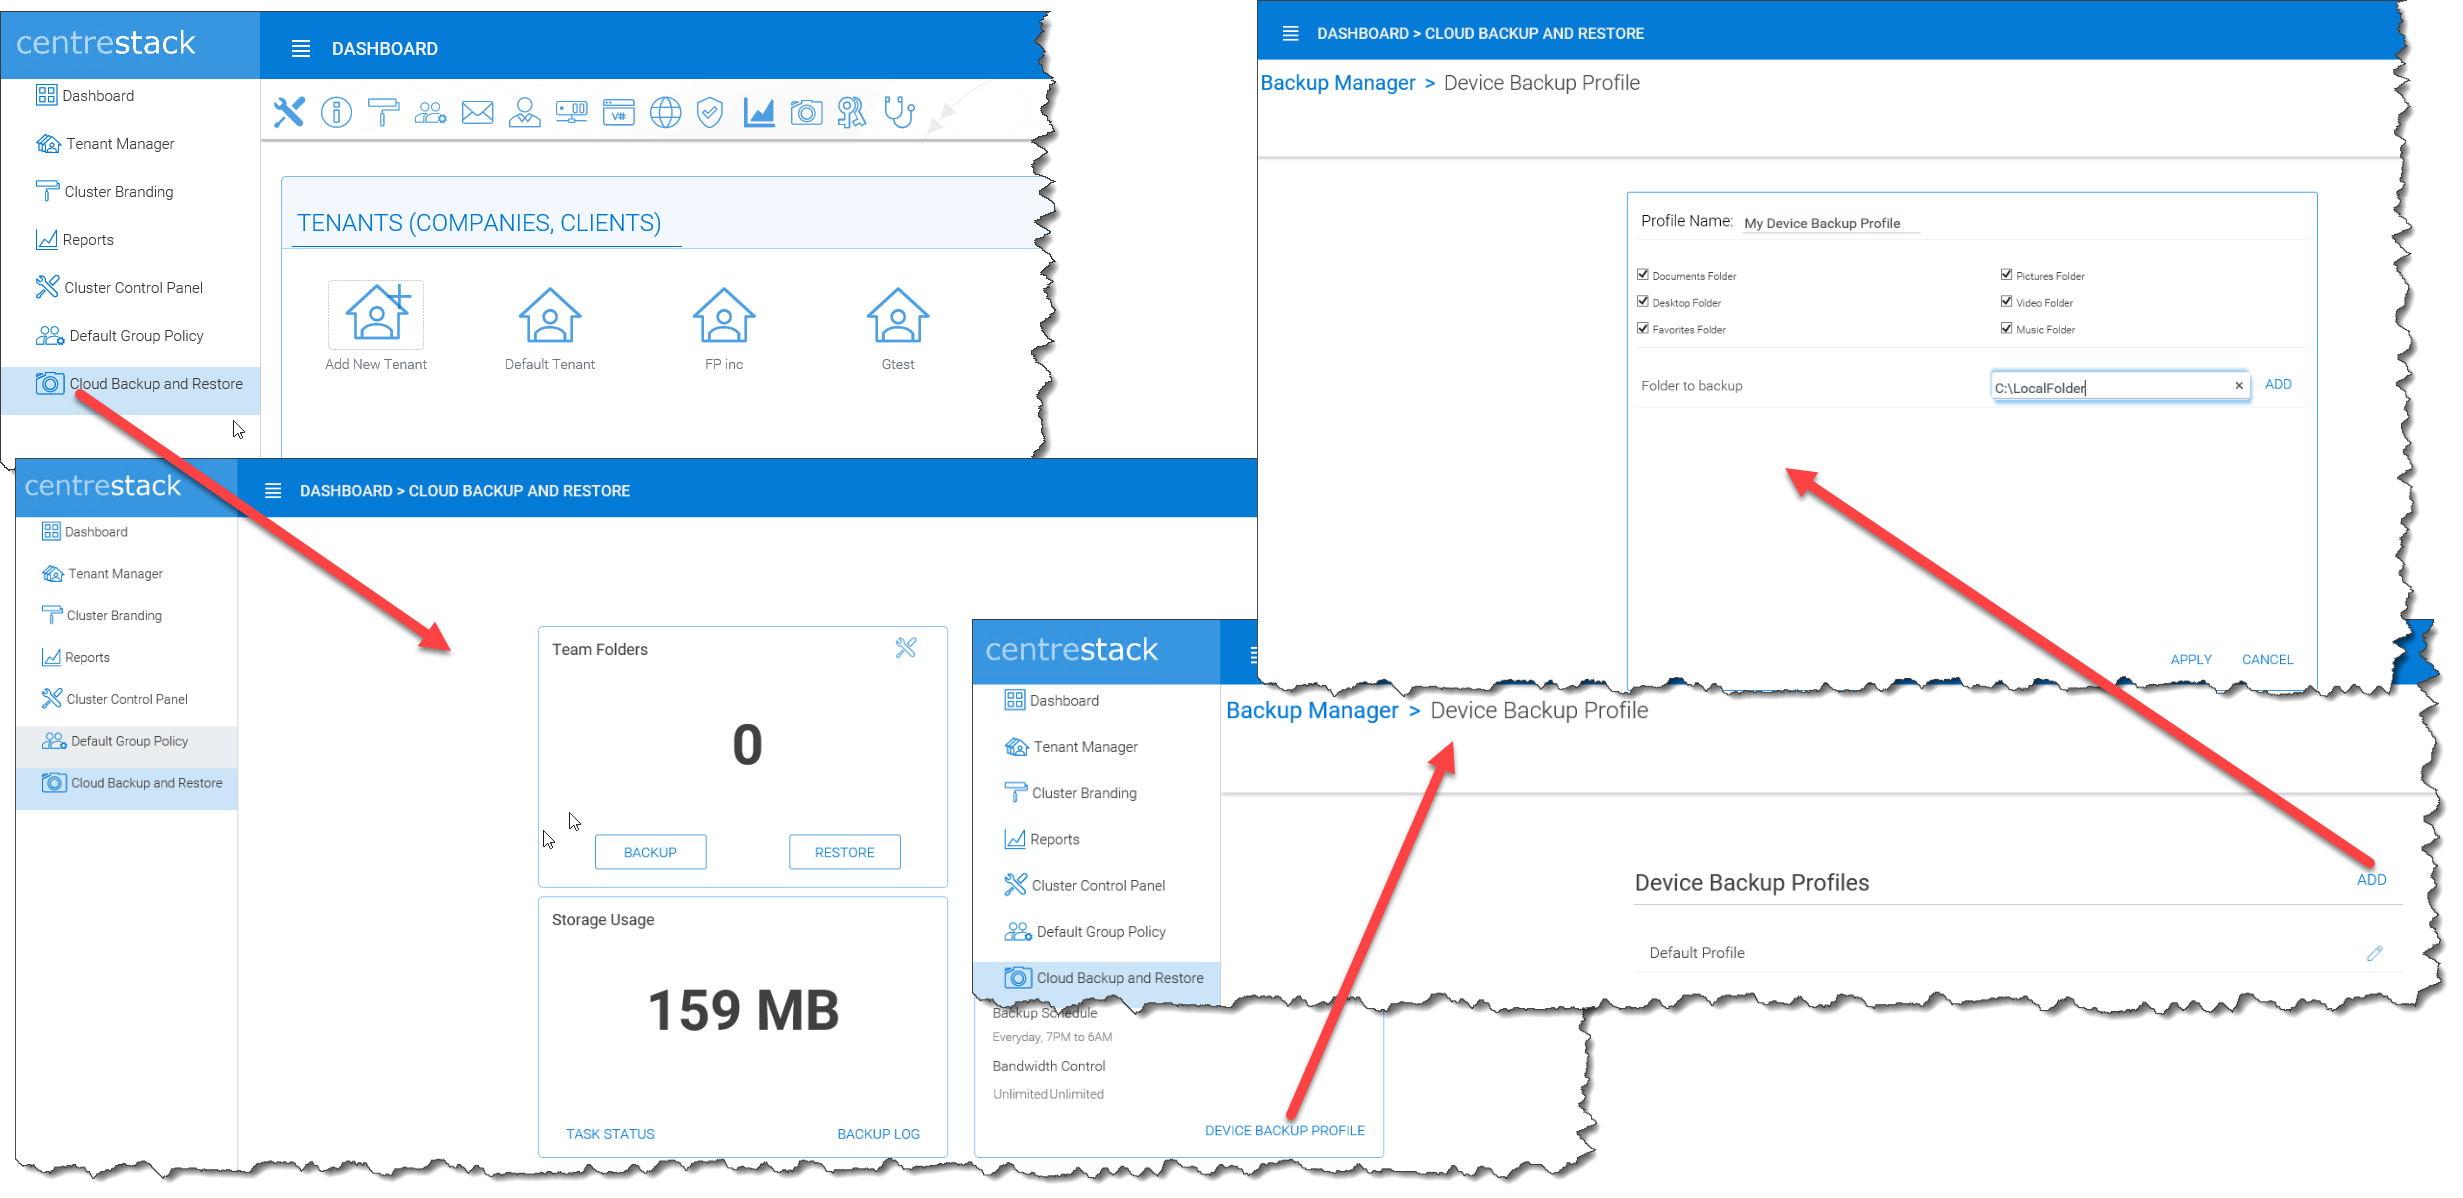 centrestack
DASHBOARD
Dashboard
Tenant Manager
Cluster Branding
Reports
Cluster Control Panel
Default Group Policy
Cloud Backup and Restore
V#
TENANTS (COMPANIES, CLIENTS)
Add New Tenant
Default Tenant
FP inc
Gtest
centrestack
DASHBOARD > CLOUD BACKUP AND RESTORE
Dashboard
Tenant Manager
Cluster Branding
Reports
Cluster Control Panel
Default Group Policy
Cloud Backup and Restore
Team Folders
0
BACKUP
RESTORE
Storage Usage
159 MB
TASK STATUS
BACKUP LOG
Backup Schedule
Everyday, 7PM to 6AM
Bandwidth Control
UnlimitedUnlimited
DEVICE BACKUP PROFILE
centrestack
Dashboard
Tenant Manager
Cluster Branding
Reports
Cluster Control Panel
Default Group Policy
Cloud Backup and Restore
Backup Manager > Device Backup Profile
Device Backup Profiles
ADD
Default Profile
DASHBOARD > CLOUD BACKUP AND RESTORE
Backup Manager > Device Backup Profile
Profile Name: My Device Backup Profile
Documents Folder
Pictures Folder
Desktop Folder
Video Folder
Favorites Folder
Music Folder
Folder to backup
C:\LocalFolder
×
ADD
APPLY
CANCEL